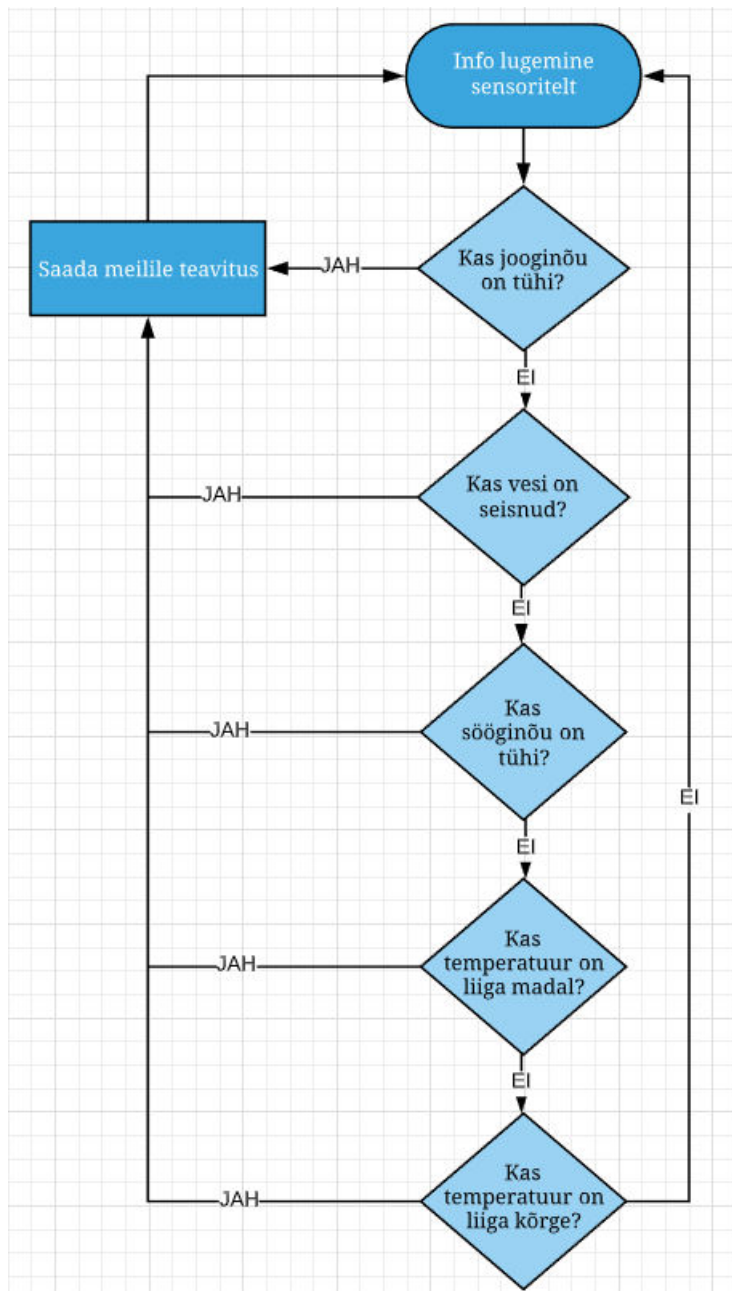 Info lugemine
sensoritelt
Saada meilile teavitus
JAH
Kas jooginõu
on tühi?
EI
JAH
Kas vesi on
seisnud?
EI
JAH
Kas
sööginõu on
tühi?
EI
EI
JAH
Kas
temperatuur on
liiga madal?
EI
JAH
Kas
temperatuur on
liiga kõrge?